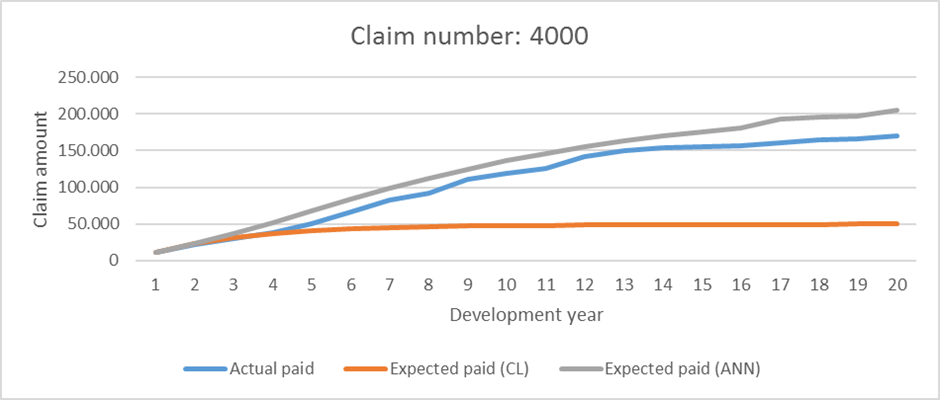 Claim number: 4000
250.000
200.000
150.000
100.000
50.000
0
Claim amount
1 2 3 4 5 6 7 8 9 10 11 12 13 14 15 16 17 18 19 20
Development year
Actual paid Expected paid (CL) Expected paid (ANN)